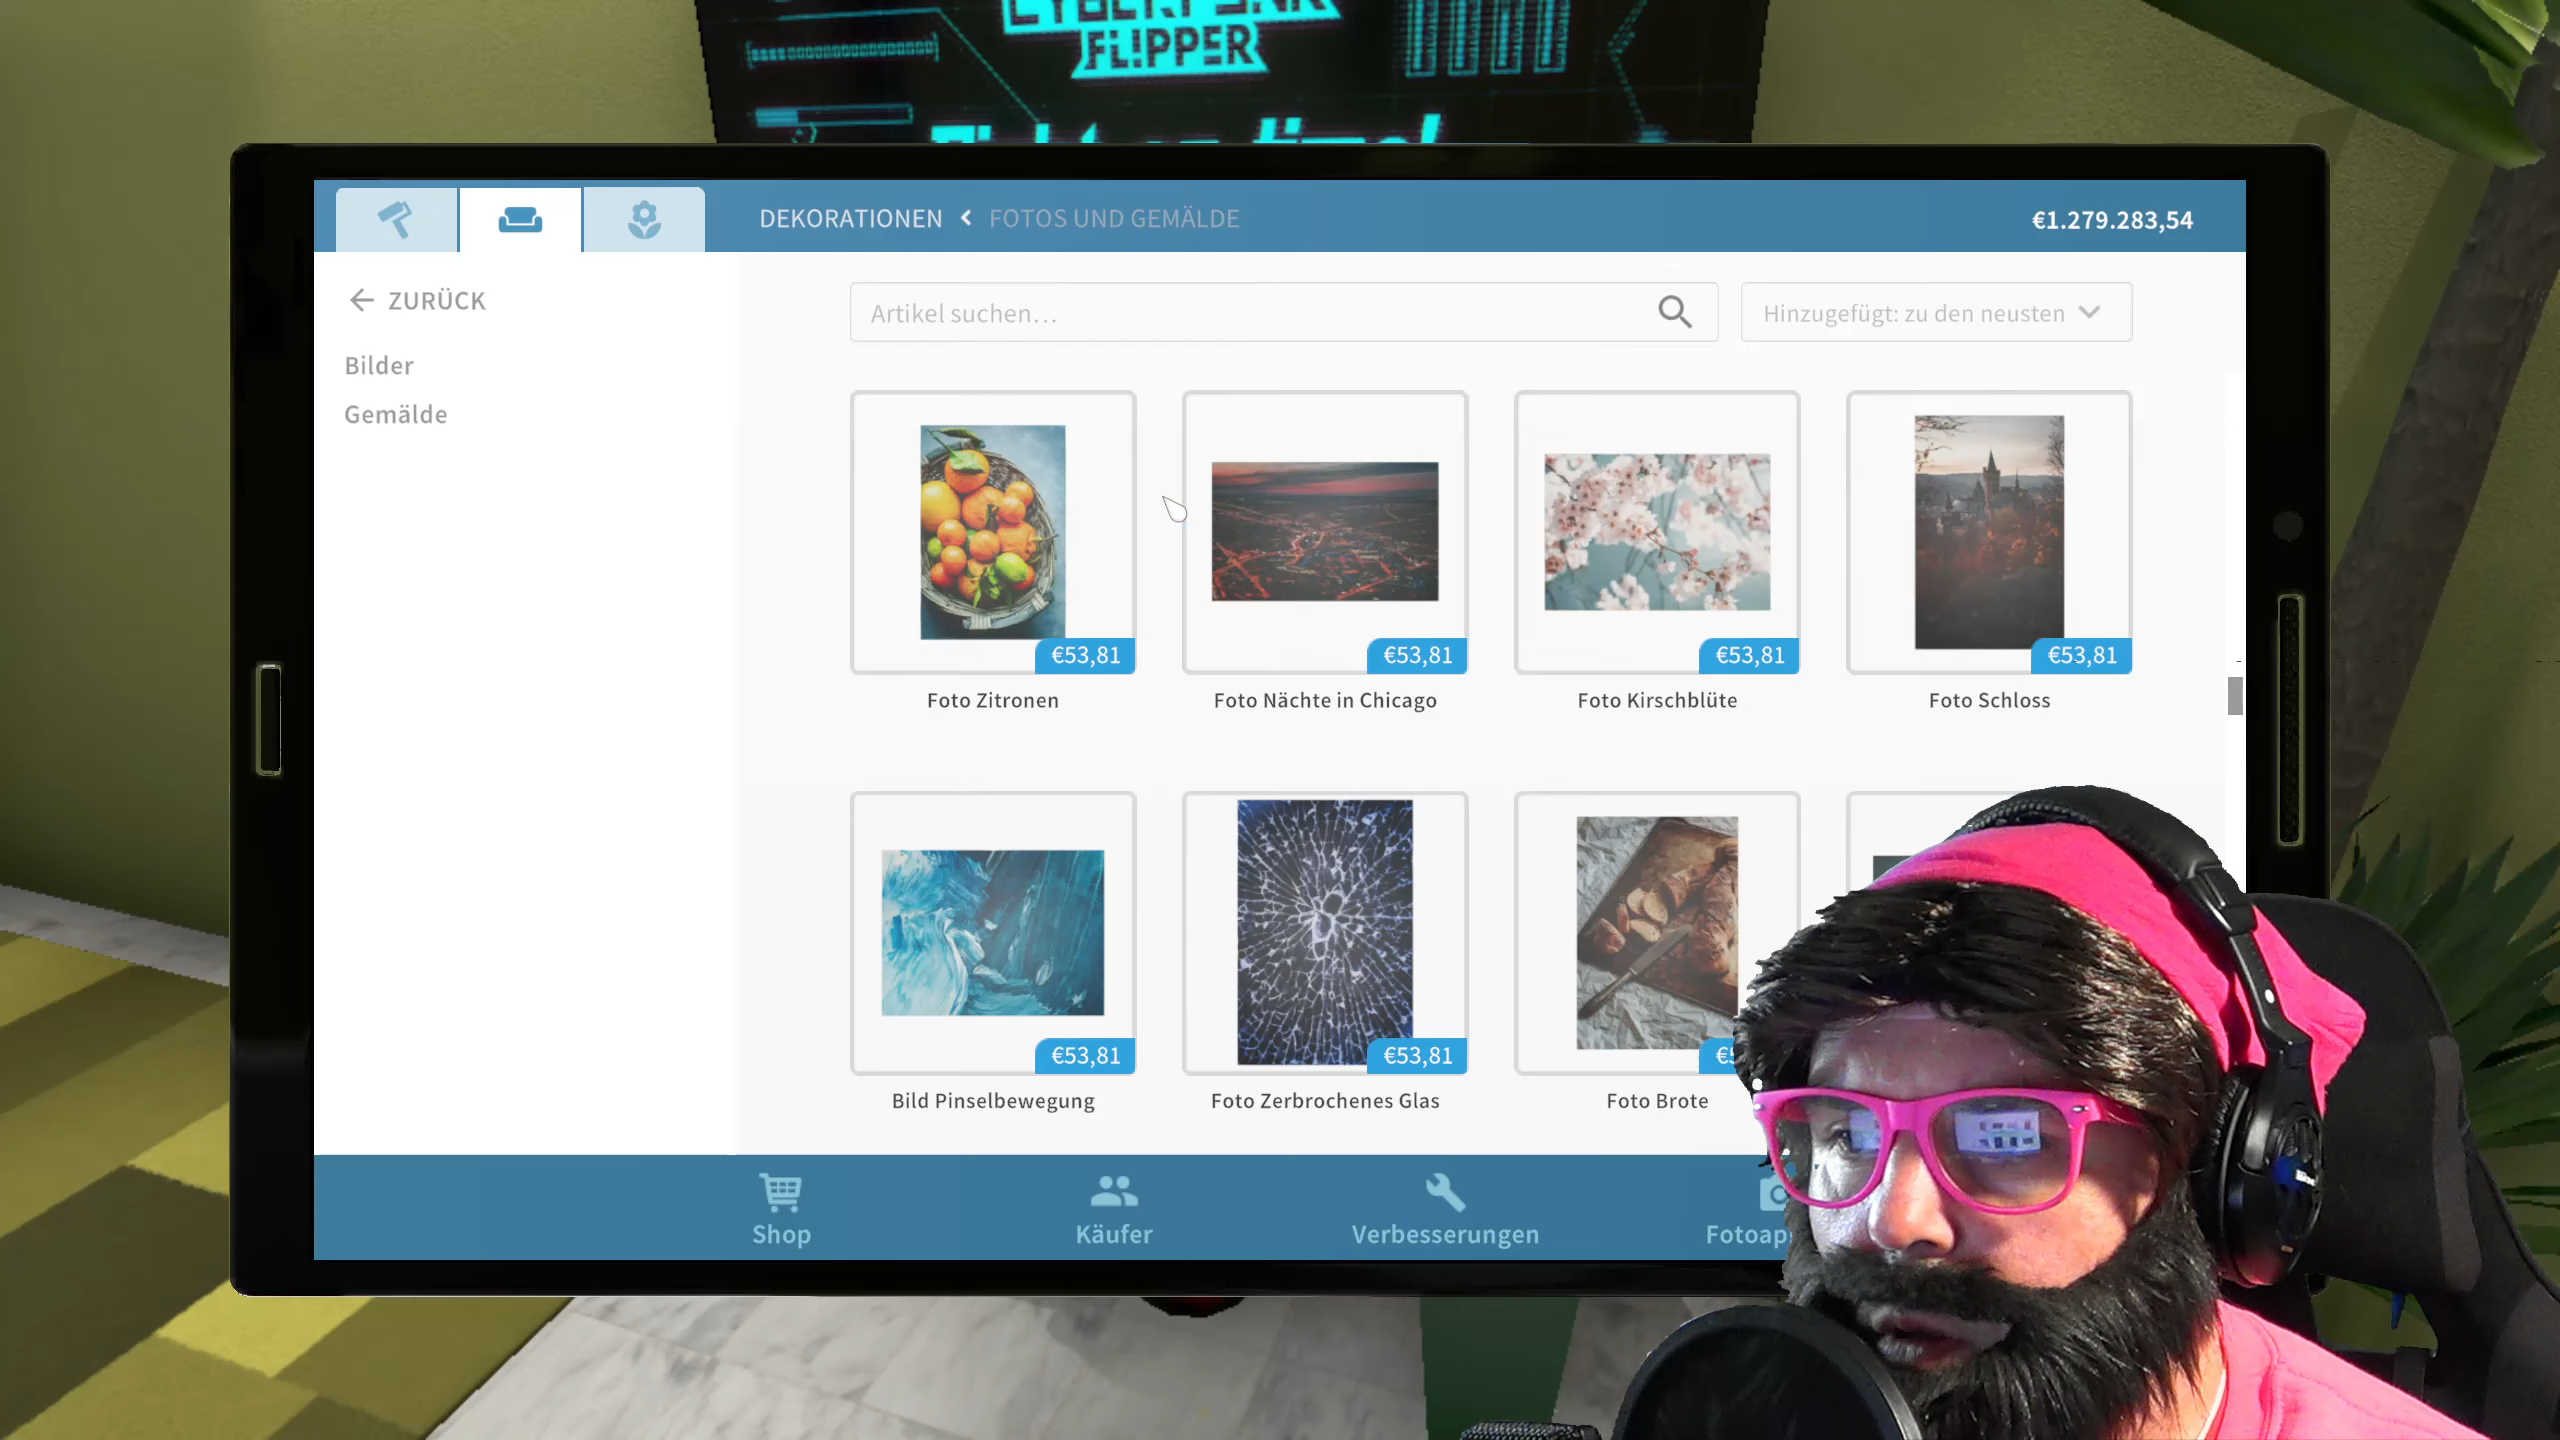 FL!PPER
DEKORATIONEN FOTOS UND GEMÄLDE €1.279.283,54
ZURÜCK
Bilder
Gemälde
Artikel suchen...
Hinzugefügt: zu den neusten
€53,81 €53,81 €53,81 €53,81
Foto Zitronen Foto Nächte in Chicago Foto Kirschblüte Foto Schloss
€53,81 €53,81
Bild Pinselbewegung Foto Zerbrochenes Glas Foto Brote
Shop Käufer Verbesserungen